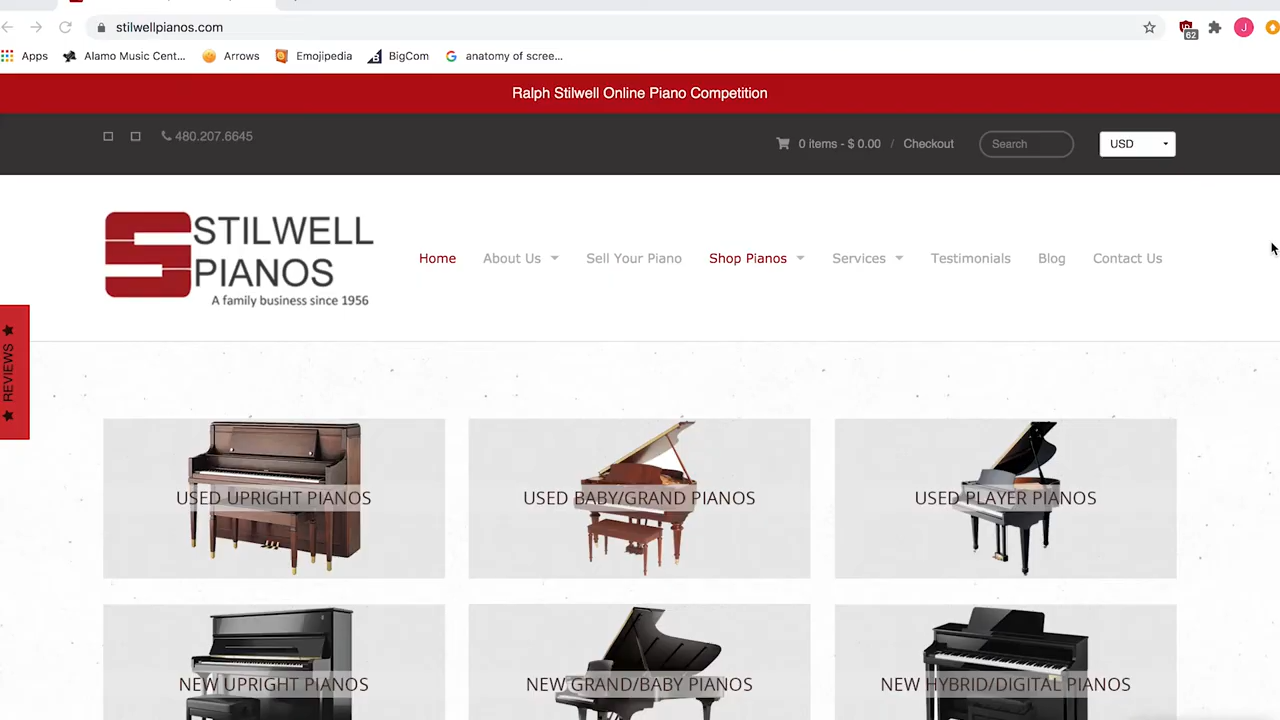 stilwellpianos.com
62
J
Apps
Alamo Music Cent...
Arrows
Emojipedia
BigCom
anatomy of scree...
Ralph Stilwell Online Piano Competition
480.207.6645
0 items - $ 0.00 / Checkout
Search
USD
STILWELL
PIANOS
A family business since 1956
Home
About Us
Sell Your Piano
Shop Pianos
Services
Testimonials
Blog
Contact Us
★ REVIEWS ★
USED UPRIGHT PIANOS
USED BABY/GRAND PIANOS
USED PLAYER PIANOS
NEW UPRIGHT PIANOS
NEW GRAND/BABY PIANOS
NEW HYBRID/DIGITAL PIANOS